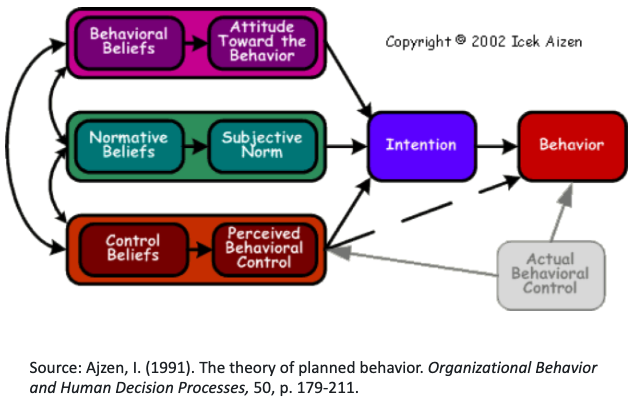 Behavioral
Beliefs
Attitude
Toward the
Behavior
Copyright © 2002 Icek Aizen
Normative
Beliefs
Subjective
Norm
Intention
Behavior
Control
Beliefs
Perceived
Behavioral
Control
Actual
Behavioral
Control
Source: Ajzen, I. (1991). The theory of planned behavior. Organizational Behavior
and Human Decision Processes, 50, p. 179-211.